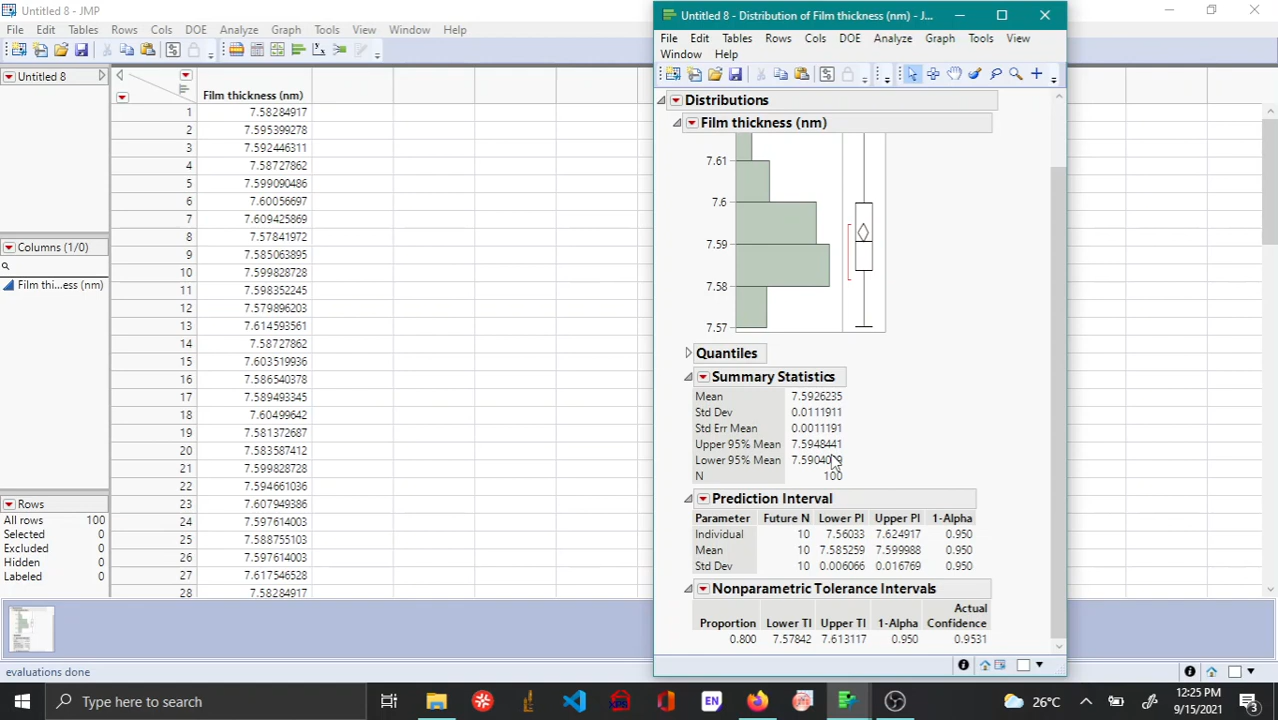 Untitled 8 - JMP
File Edit Tables Rows Cols DOE Analyze Graph Tools View Window Help
Untitled 8
Film thickness (nm)
1 7.58284917
2 7.595399278
3 7.592446311
4 7.58727862
5 7.599090486
6 7.60056697
7 7.609425869
8 7.57841972
9 7.585063895
10 7.599828728
11 7.598352245
12 7.579896203
13 7.614593561
14 7.58727862
15 7.603519936
16 7.586540378
17 7.589493345
18 7.60499642
19 7.581372687
20 7.583587412
21 7.599828728
22 7.594661036
23 7.607949386
24 7.597614003
25 7.588755103
26 7.597614003
27 7.617546528
28 7.58284917
Columns (1/0)
Film thi...ess (nm)
Rows
All rows 100
Selected 0
Excluded 0
Hidden 0
Labeled 0
evaluations done
Untitled 8 - Distribution of Film thickness (nm) - J...
File Edit Tables Rows Cols DOE Analyze Graph Tools View
Window Help
Distributions
Film thickness (nm)
7.61
7.6
7.59
7.58
7.57
Quantiles
Summary Statistics
Mean 7.5926235
Std Dev 0.0111911
Std Err Mean 0.0011191
Upper 95% Mean 7.5948441
Lower 95% Mean
N 100
Prediction Interval
Parameter Future N Lower PI Upper PI 1-Alpha
Individual 10 7.56033 7.624917 0.950
Mean 10 7.585259 7.599988 0.950
Std Dev 10 0.006066 0.016769 0.950
Nonparametric Tolerance Intervals
Actual
Proportion Lower TI Upper TI 1-Alpha Confidence
0.800 7.57842 7.613117 0.950 0.9531
Type here to search
EN
26°C
12:25 PM
9/15/2021
3